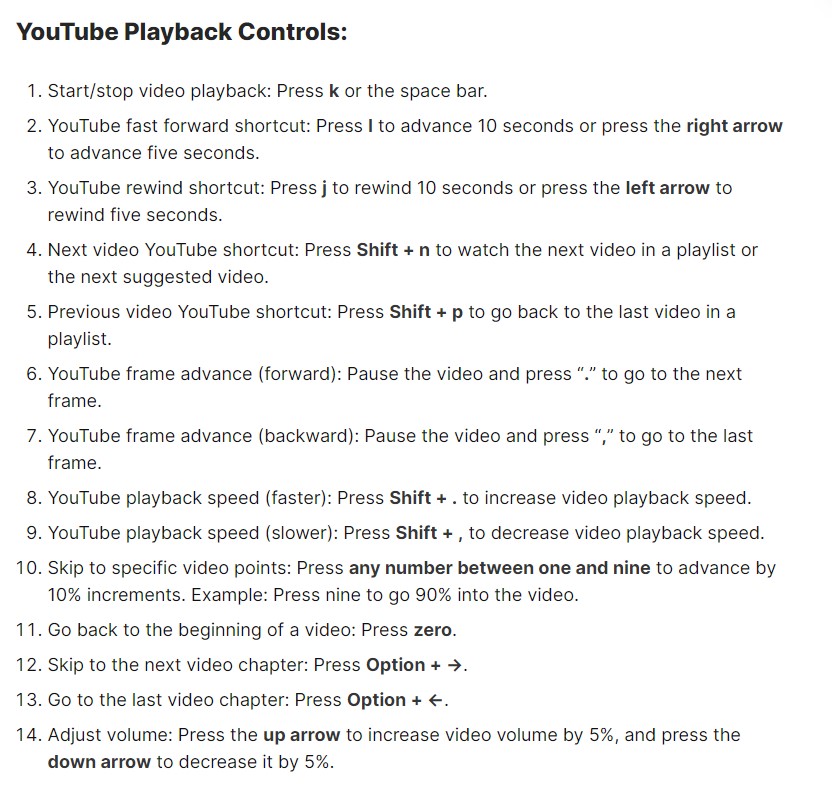 YouTube Playback Controls:
1. Start/stop video playback: Press k or the space bar.
2. YouTube fast forward shortcut: Press l to advance 10 seconds or press the right arrow
to advance five seconds.
3. YouTube rewind shortcut: Press j to rewind 10 seconds or press the left arrow to
rewind five seconds.
4. Next video YouTube shortcut: Press Shift + n to watch the next video in a playlist or
the next suggested video.
5. Previous video YouTube shortcut: Press Shift + p to go back to the last video in a
playlist.
6. YouTube frame advance (forward): Pause the video and press “.” to go to the next
frame.
7. YouTube frame advance (backward): Pause the video and press “,” to go to the last
frame.
8. YouTube playback speed (faster): Press Shift + . to increase video playback speed.
9. YouTube playback speed (slower): Press Shift + , to decrease video playback speed.
10. Skip to specific video points: Press any number between one and nine to advance by
10% increments. Example: Press nine to go 90% into the video.
11. Go back to the beginning of a video: Press zero.
12. Skip to the next video chapter: Press Option + →.
13. Go to the last video chapter: Press Option + ←.
14. Adjust volume: Press the up arrow to increase video volume by 5%, and press the
down arrow to decrease it by 5%.